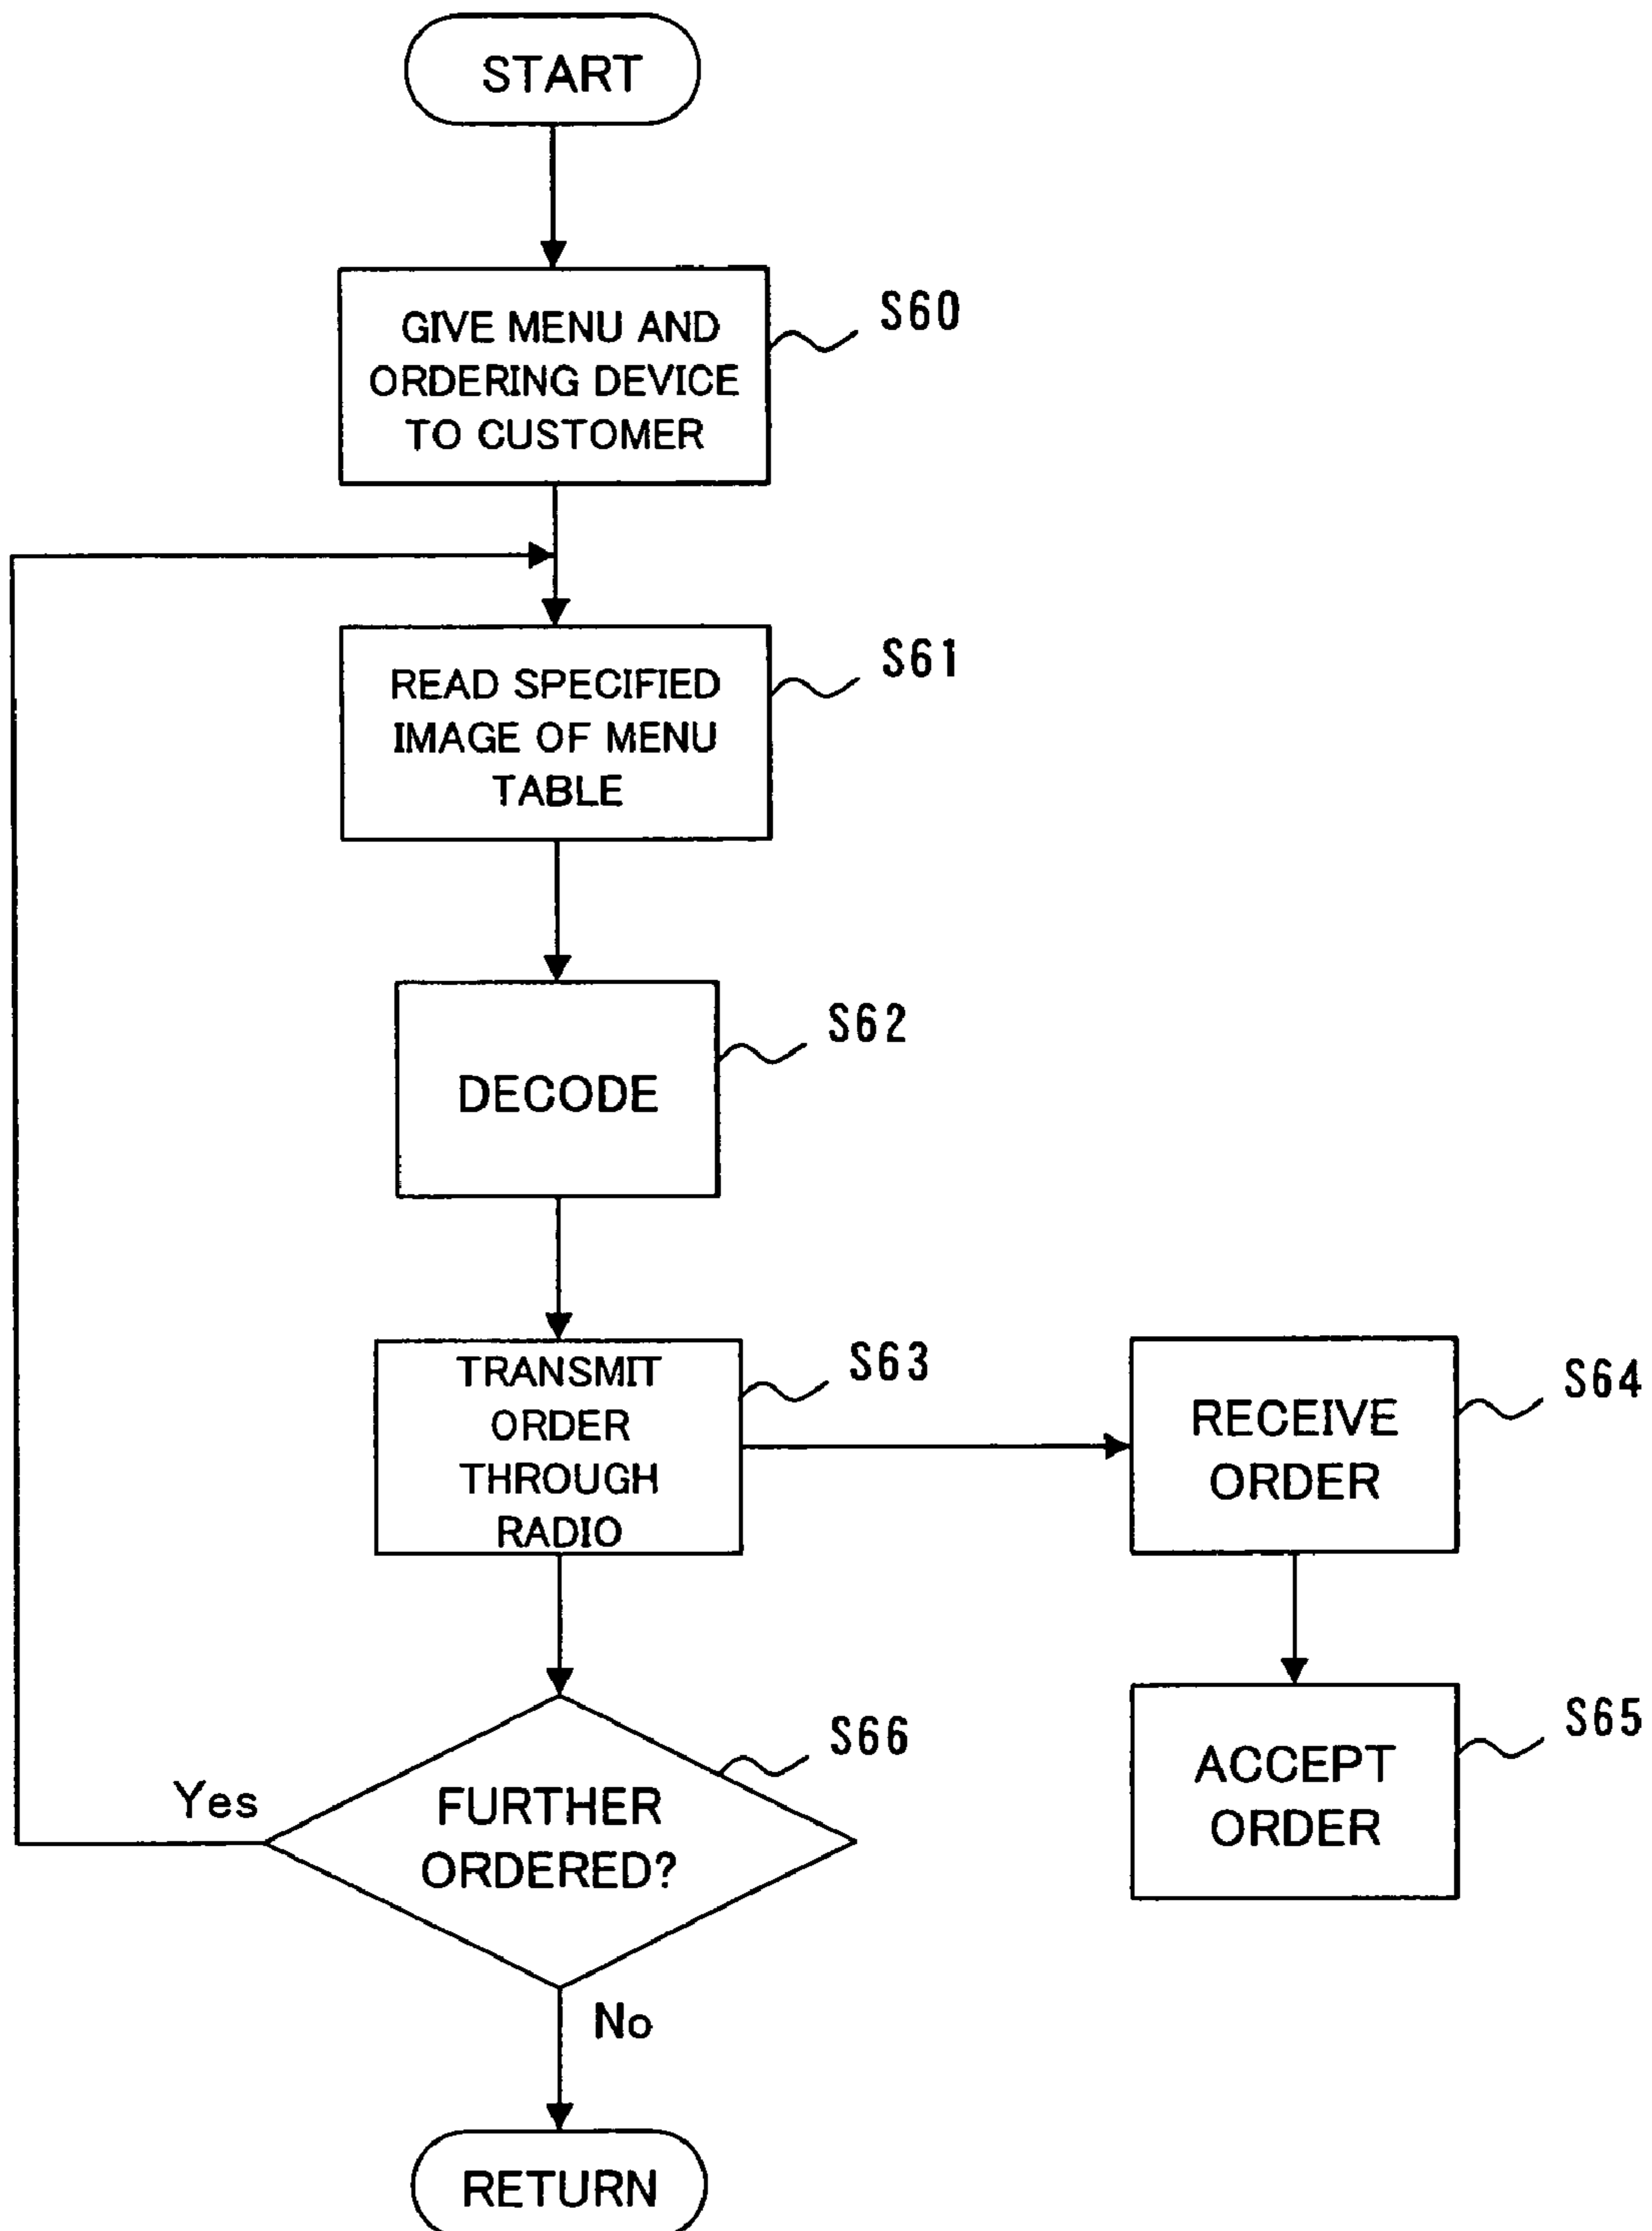 START
GIVE MENU AND
ORDERING DEVICE
TO CUSTOMER
S60
READ SPECIFIED
IMAGE OF MENU
TABLE
S61
DECODE
S62
TRANSMIT
ORDER
THROUGH
RADIO
S63
RECEIVE
ORDER
S64
ACCEPT
ORDER
S65
FURTHER
ORDERED?
S66
Yes
No
RETURN